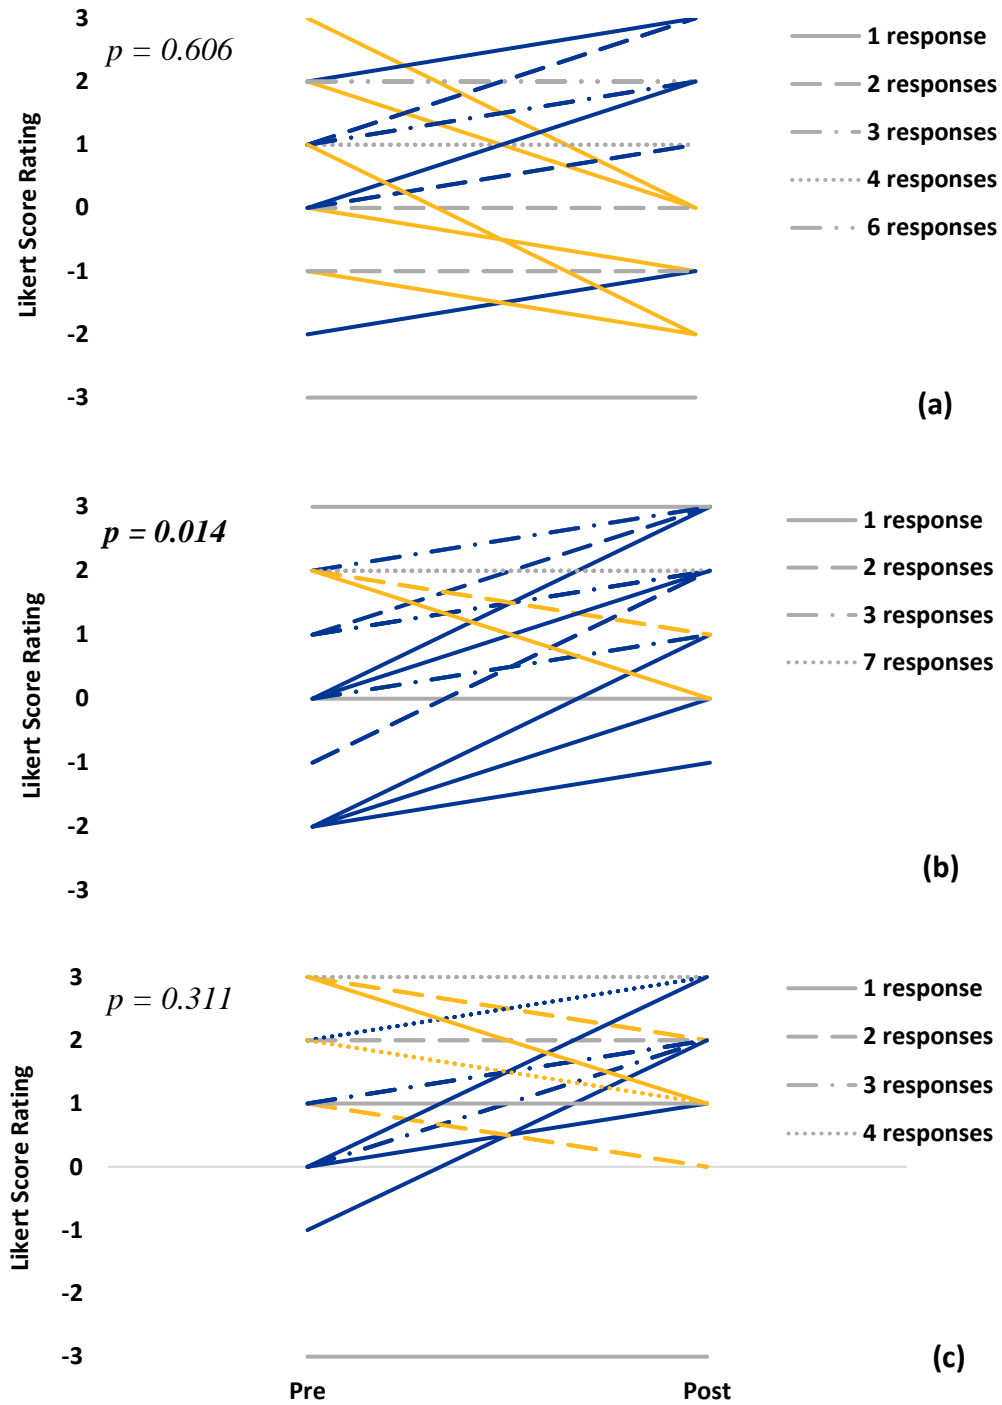 3
p = 0.606
2
1
0
-1
-2
-3
Likert Score Rating
1 response
2 responses
3 responses
4 responses
6 responses
(a)
3
p = 0.014
2
1
0
-1
-2
-3
Likert Score Rating
1 response
2 responses
3 responses
7 responses
(b)
3
p = 0.311
2
1
0
-1
-2
-3
Likert Score Rating
1 response
2 responses
3 responses
4 responses
(c)
Pre Post